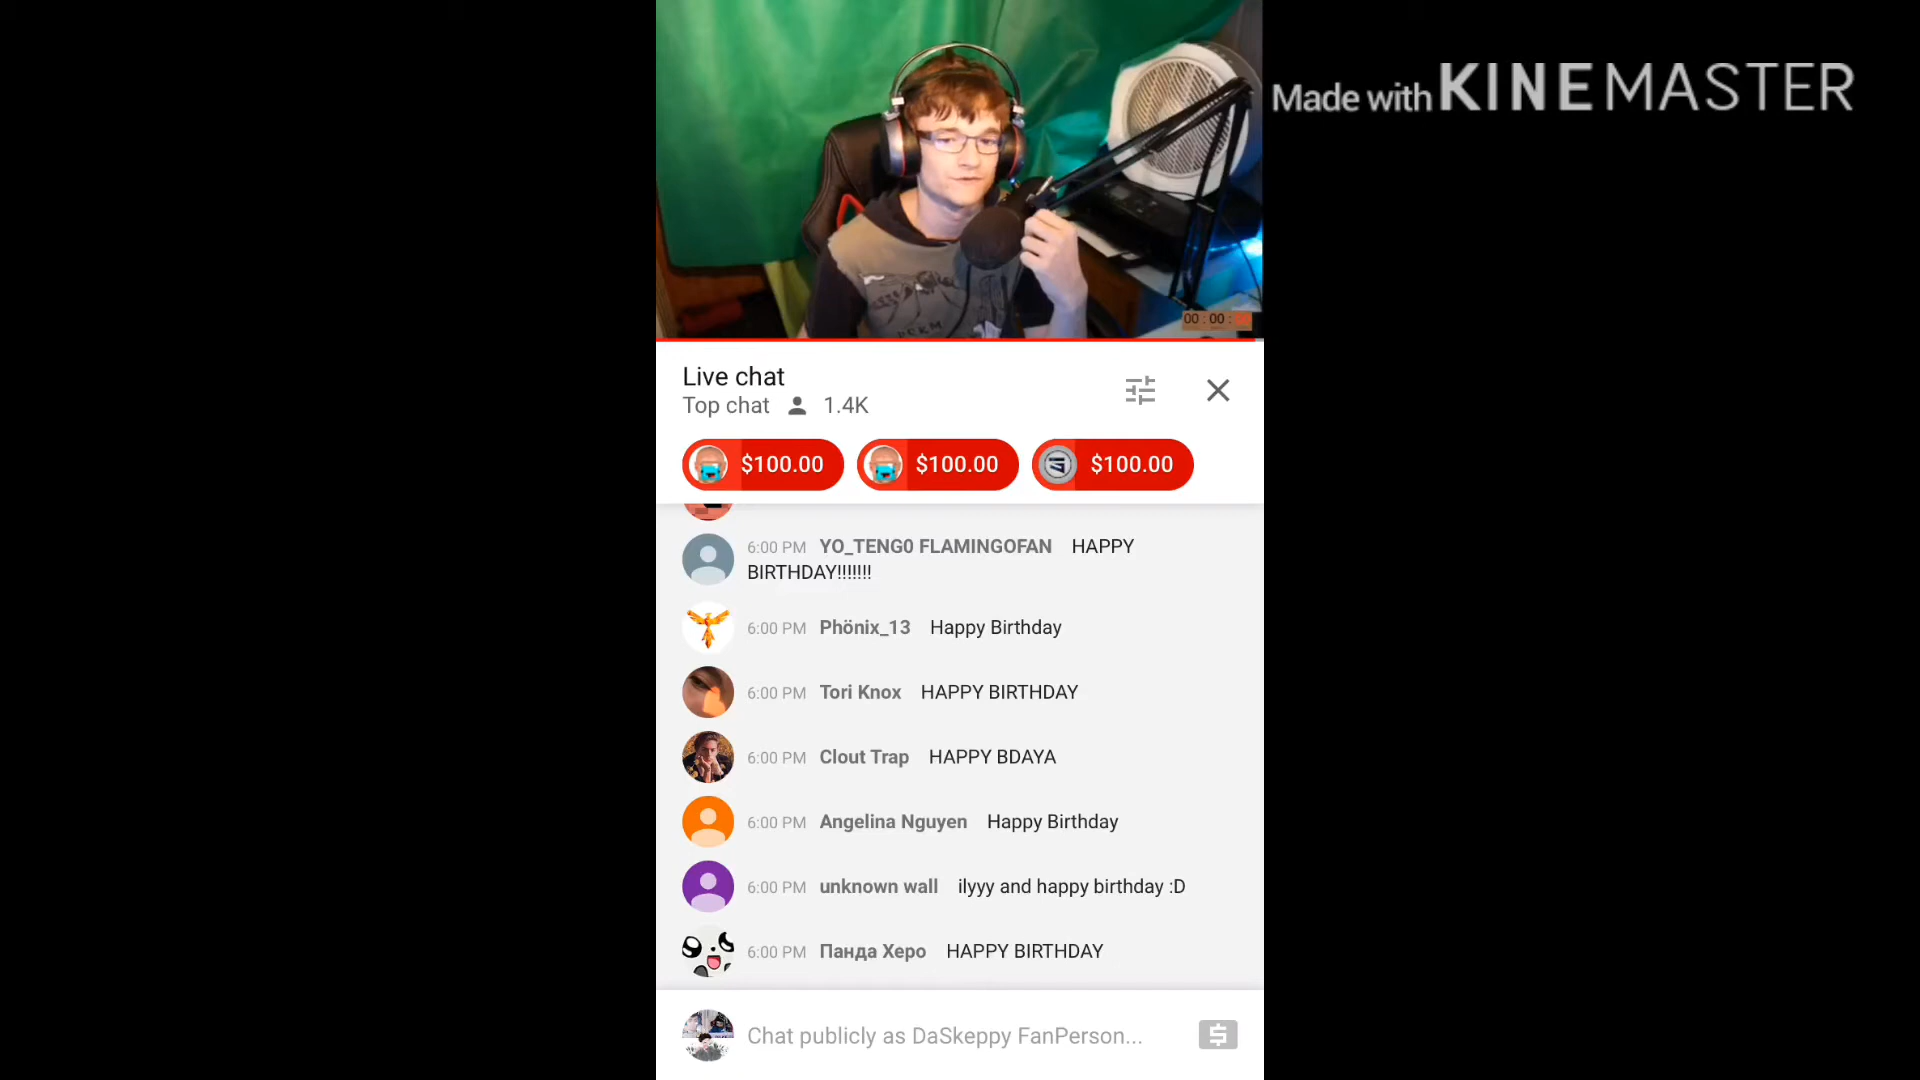 Made with KINEMASTER
00:00:
Live chat
Top chat 1.4K
$100.00 $100.00 $100.00
6:00 PM YO_TENG0 FLAMINGOFAN HAPPY
BIRTHDAY!!!!!!!
6:00 PM Phönix_13 Happy Birthday
6:00 PM Tori Knox HAPPY BIRTHDAY
6:00 PM Clout Trap HAPPY BDAYA
6:00 PM Angelina Nguyen Happy Birthday
6:00 PM unknown wall ilyyy and happy birthday :D
6:00 PM Панда Херо HAPPY BIRTHDAY
Chat publicly as DaSkeppy FanPerson...